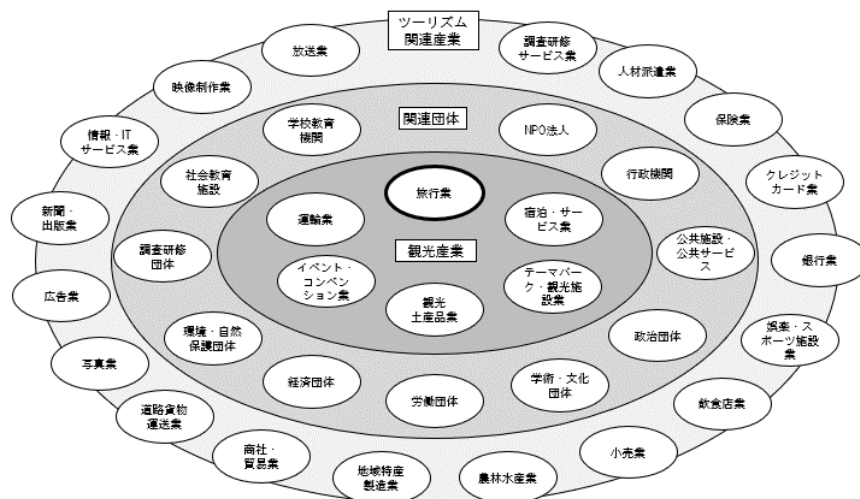 ツーリズム
関連産業
放送業
調査研修
サービス業
映像制作業
人材派遣業
情報・IT
サービス業
保険業
新聞・
出版業
クレジット
カード業
広告業
銀行業
写真業
娯楽・ス
ポーツ施設
業
道路貨物
運送業
飲食店業
商社・
貿易業
小売業
地域特産
製造業
農林水産業
関連団体
学校教育
機関
NPO法人
社会教育
施設
行政機関
調査研修
団体
公共施設・
公共サービ
ス
環境・自然
保護団体
政治団体
経済団体
労働団体
学術・文化
団体
旅行業
運輸業
宿泊・サー
ビス業
観光産業
イベント・
コンベン
ション業
テーマパー
ク・観光施
設業
観光
土産品業